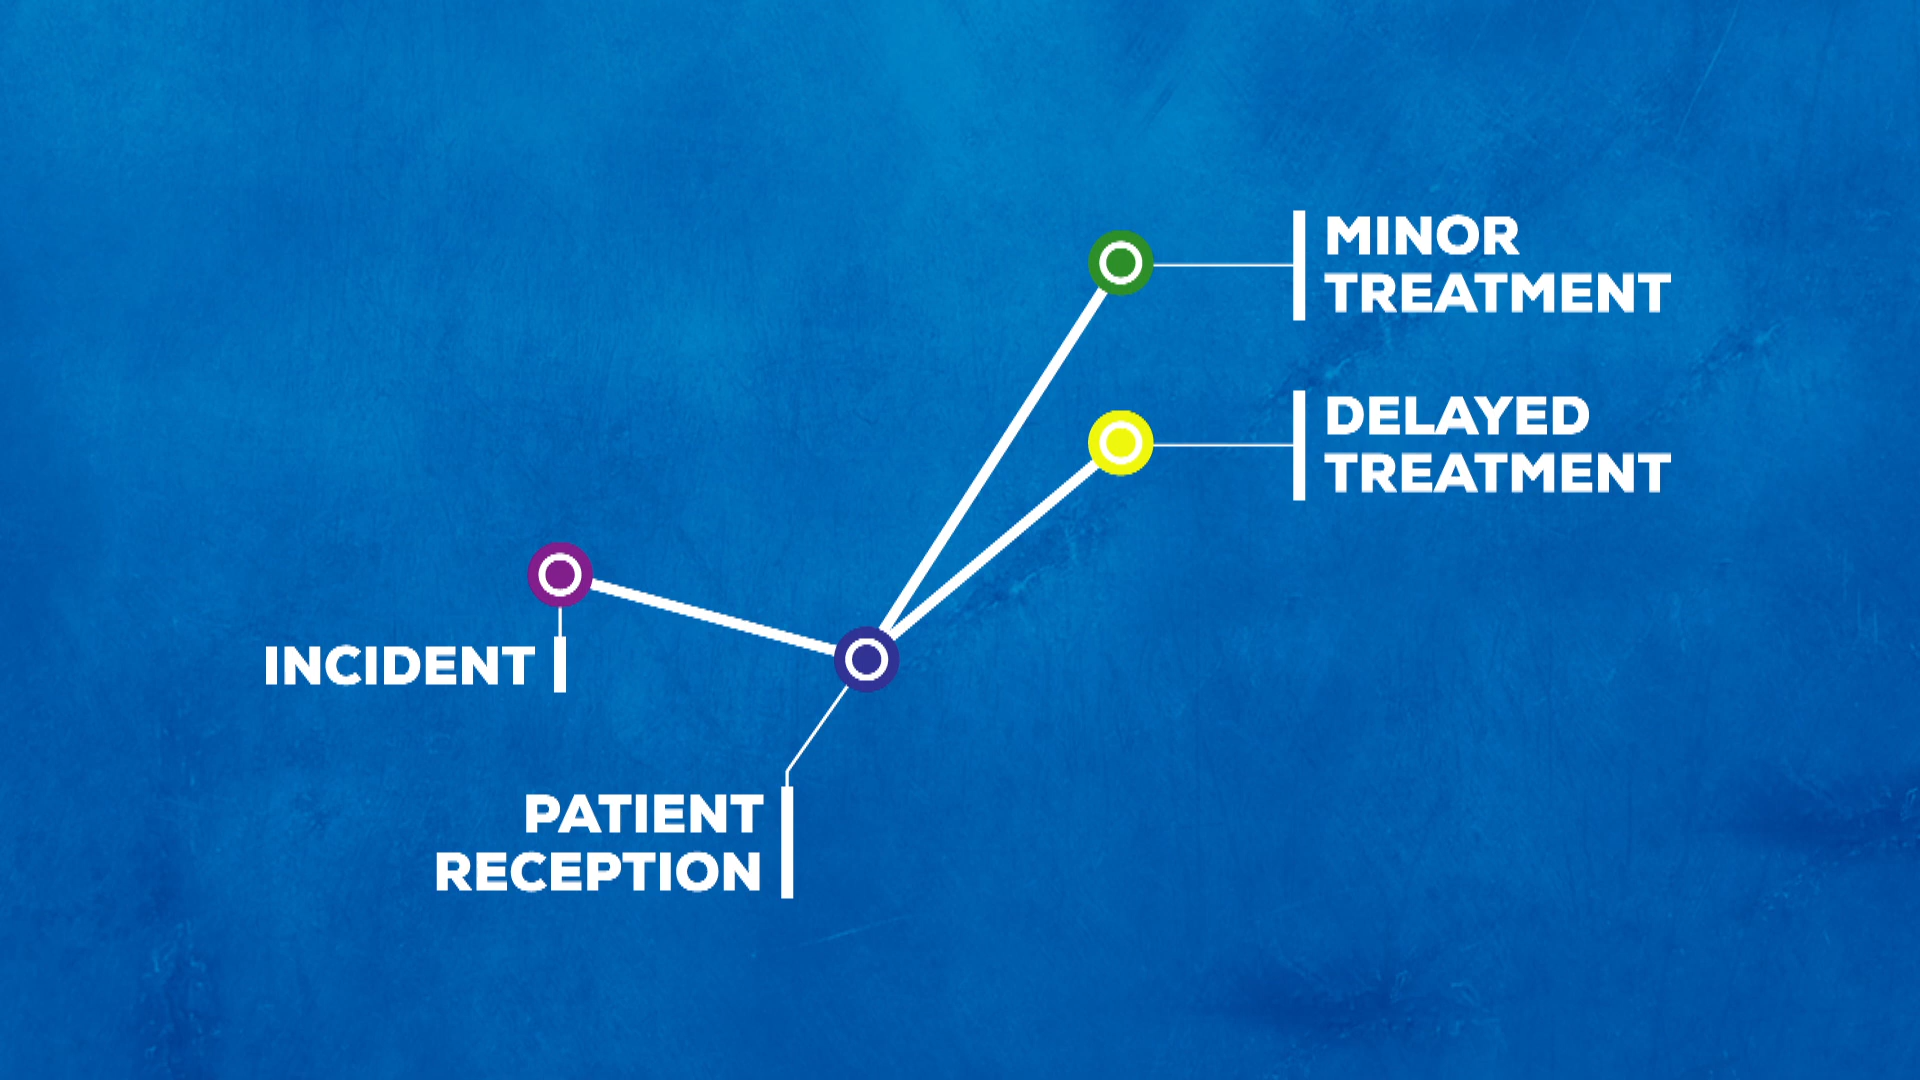 MINOR
TREATMENT
DELAYED
TREATMENT
INCIDENT
PATIENT
RECEPTION